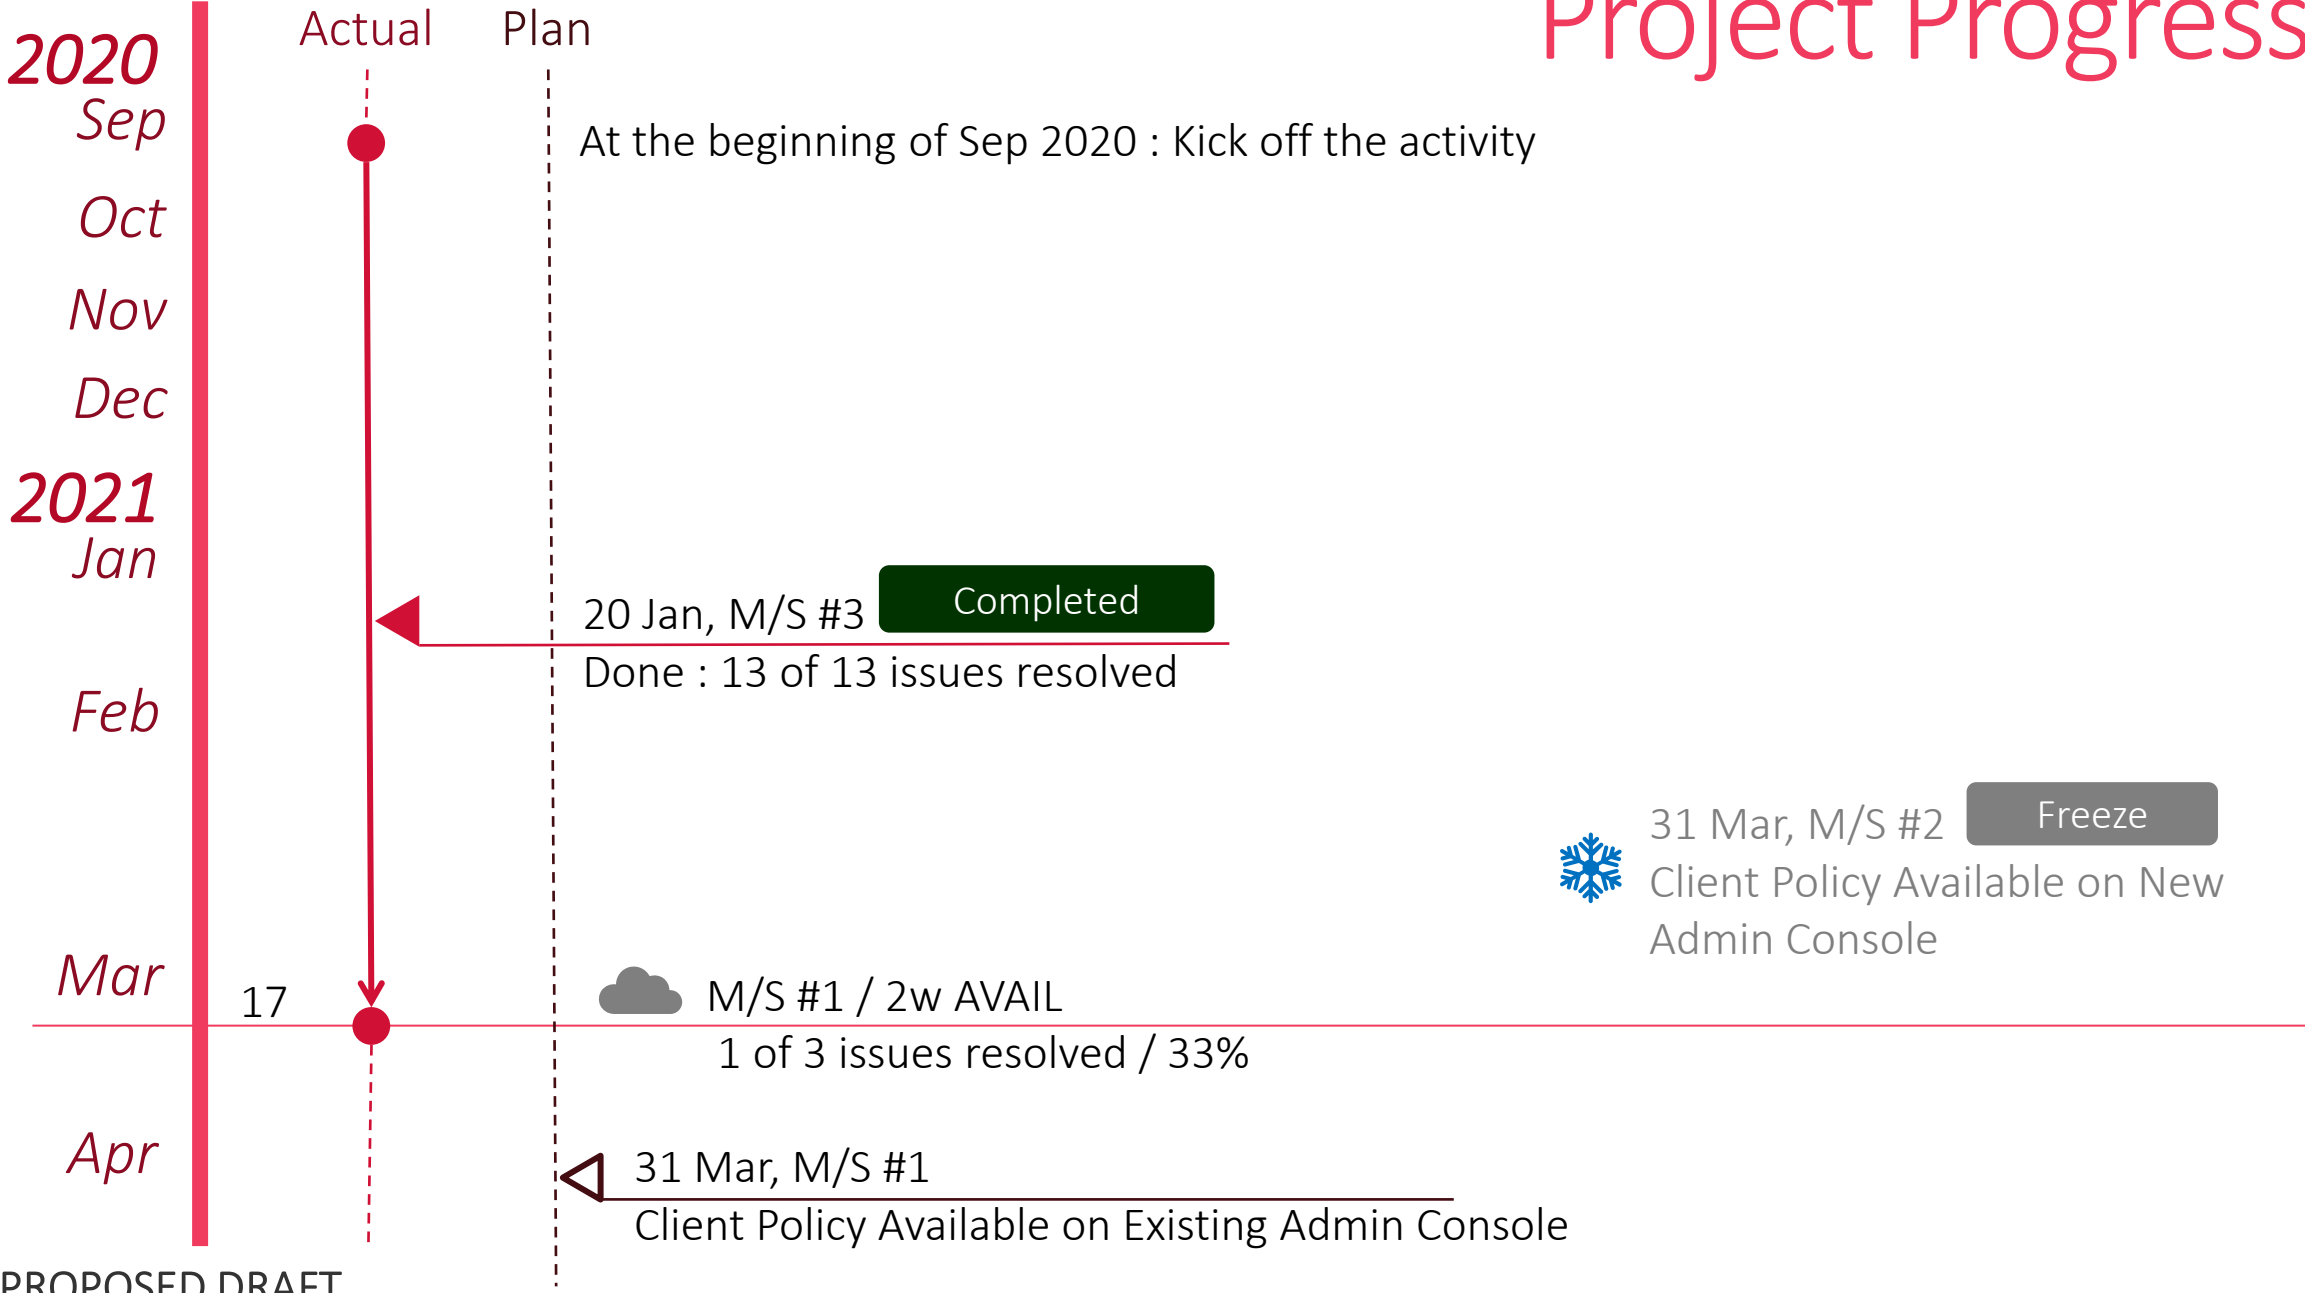 Project Progress
Actual Plan
2020
Sep
At the beginning of Sep 2020 : Kick off the activity
Oct
Nov
Dec
2021
Jan
20 Jan, M/S #3 Completed
Done : 13 of 13 issues resolved
Feb
31 Mar, M/S #2 Freeze
Client Policy Available on New
Admin Console
Mar
17
M/S #1 / 2w AVAIL
1 of 3 issues resolved / 33%
Apr
31 Mar, M/S #1
Client Policy Available on Existing Admin Console
PROPOSED DRAFT